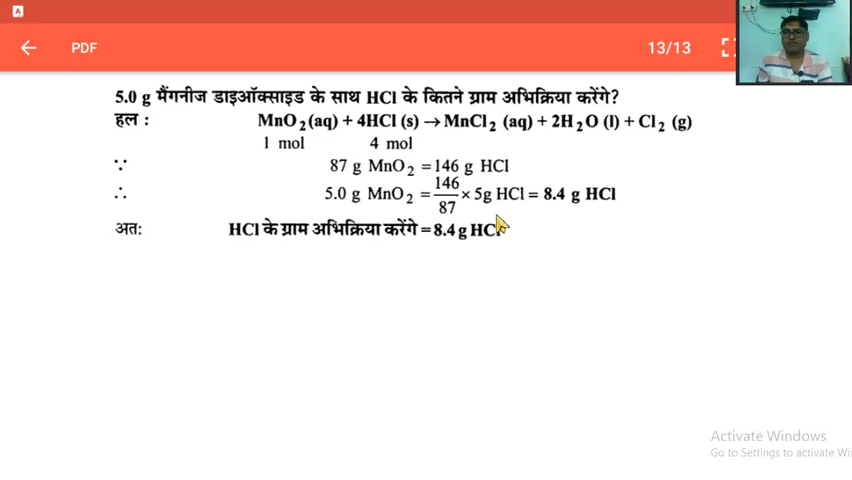 A
PDF
13/13
5.0 g मैंगनीज डाइऑक्साइड के साथ HCl के कितने ग्राम अभिक्रिया करेंगे?
हल : MnO₂(aq) + 4HCl (s) → MnCl₂ (aq) + 2H₂O (l) + Cl₂ (g)
1 mol 4 mol
∵ 87 g MnO₂ = 146 g HCl
∴ 5.0 g MnO₂ = 146/87 × 5g HCl = 8.4 g HCl
अत: HCl के ग्राम अभिक्रिया करेंगे = 8.4 g HCl
Activate Windows
Go to Settings to activate Wi